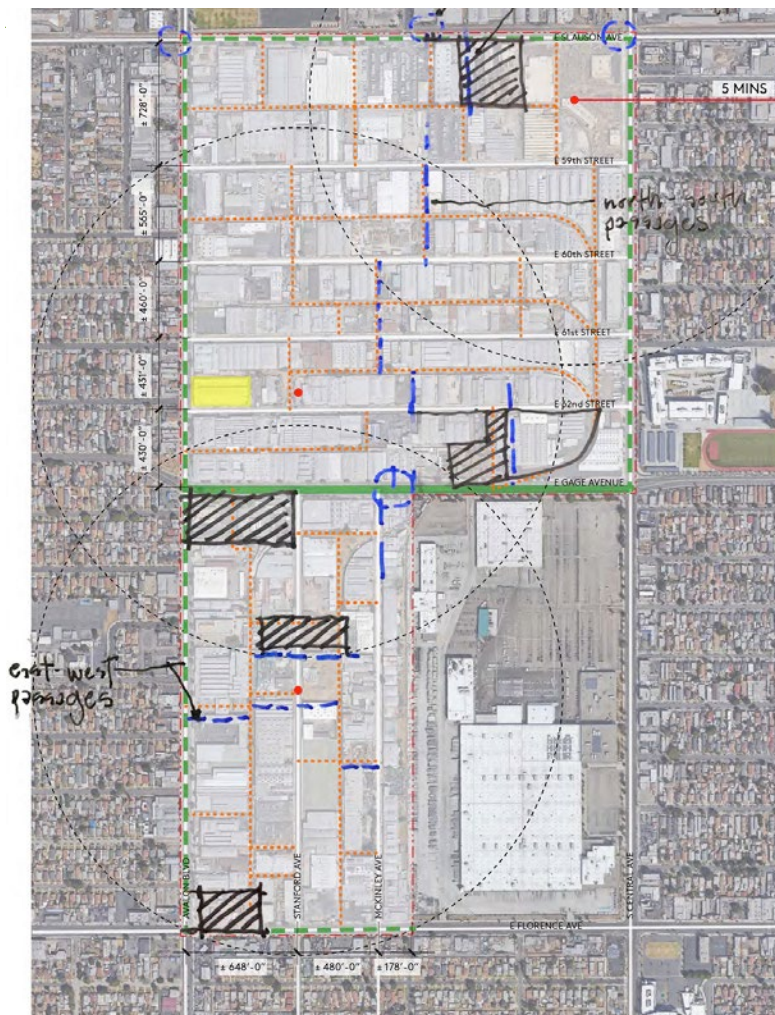 E SLAUSON AVE
5 MINS
± 728'-0"
E 59th STREET
± 565'-0"
north-south
passages
E 60th STREET
± 460'-0"
E 61st STREET
± 431'-0"
E 62nd STREET
± 430'-0"
E GAGE AVENUE
east-west
passages
AVALON BLVD
STANFORD AVE
MCKINLEY AVE
S CENTRAL AVE
E FLORENCE AVE
± 648'-0"
± 480'-0"
± 178'-0"